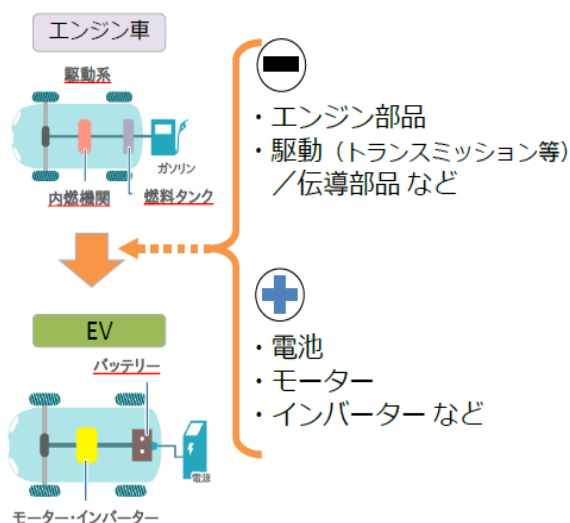 エンジン車
駆動系
ガソリン
内燃機関
燃料タンク
・エンジン部品
・駆動（トランスミッション等）
／伝導部品 など
EV
バッテリー
電源
モーター・インバーター
・電池
・モーター
・インバーター など